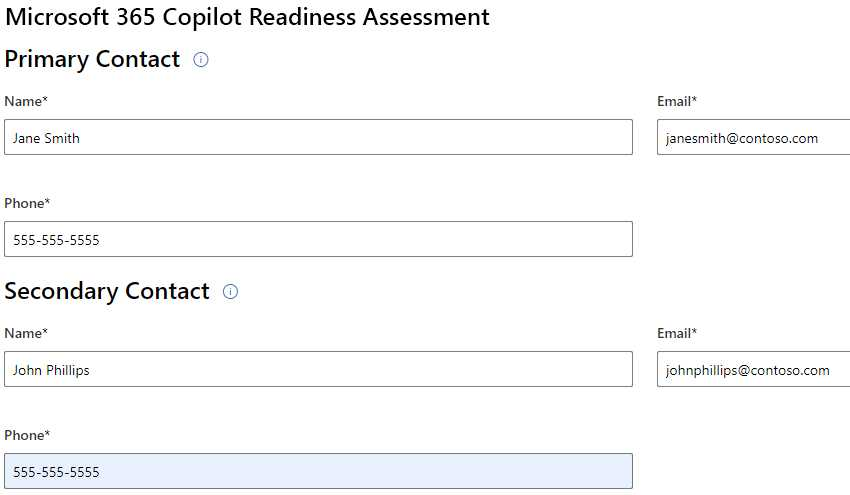 Microsoft 365 Copilot Readiness Assessment
Primary Contact
Name* Email*
Jane Smith janesmith@contoso.com
Phone*
555-555-5555
Secondary Contact
Name* Email*
John Phillips johnphillips@contoso.com
Phone*
555-555-5555